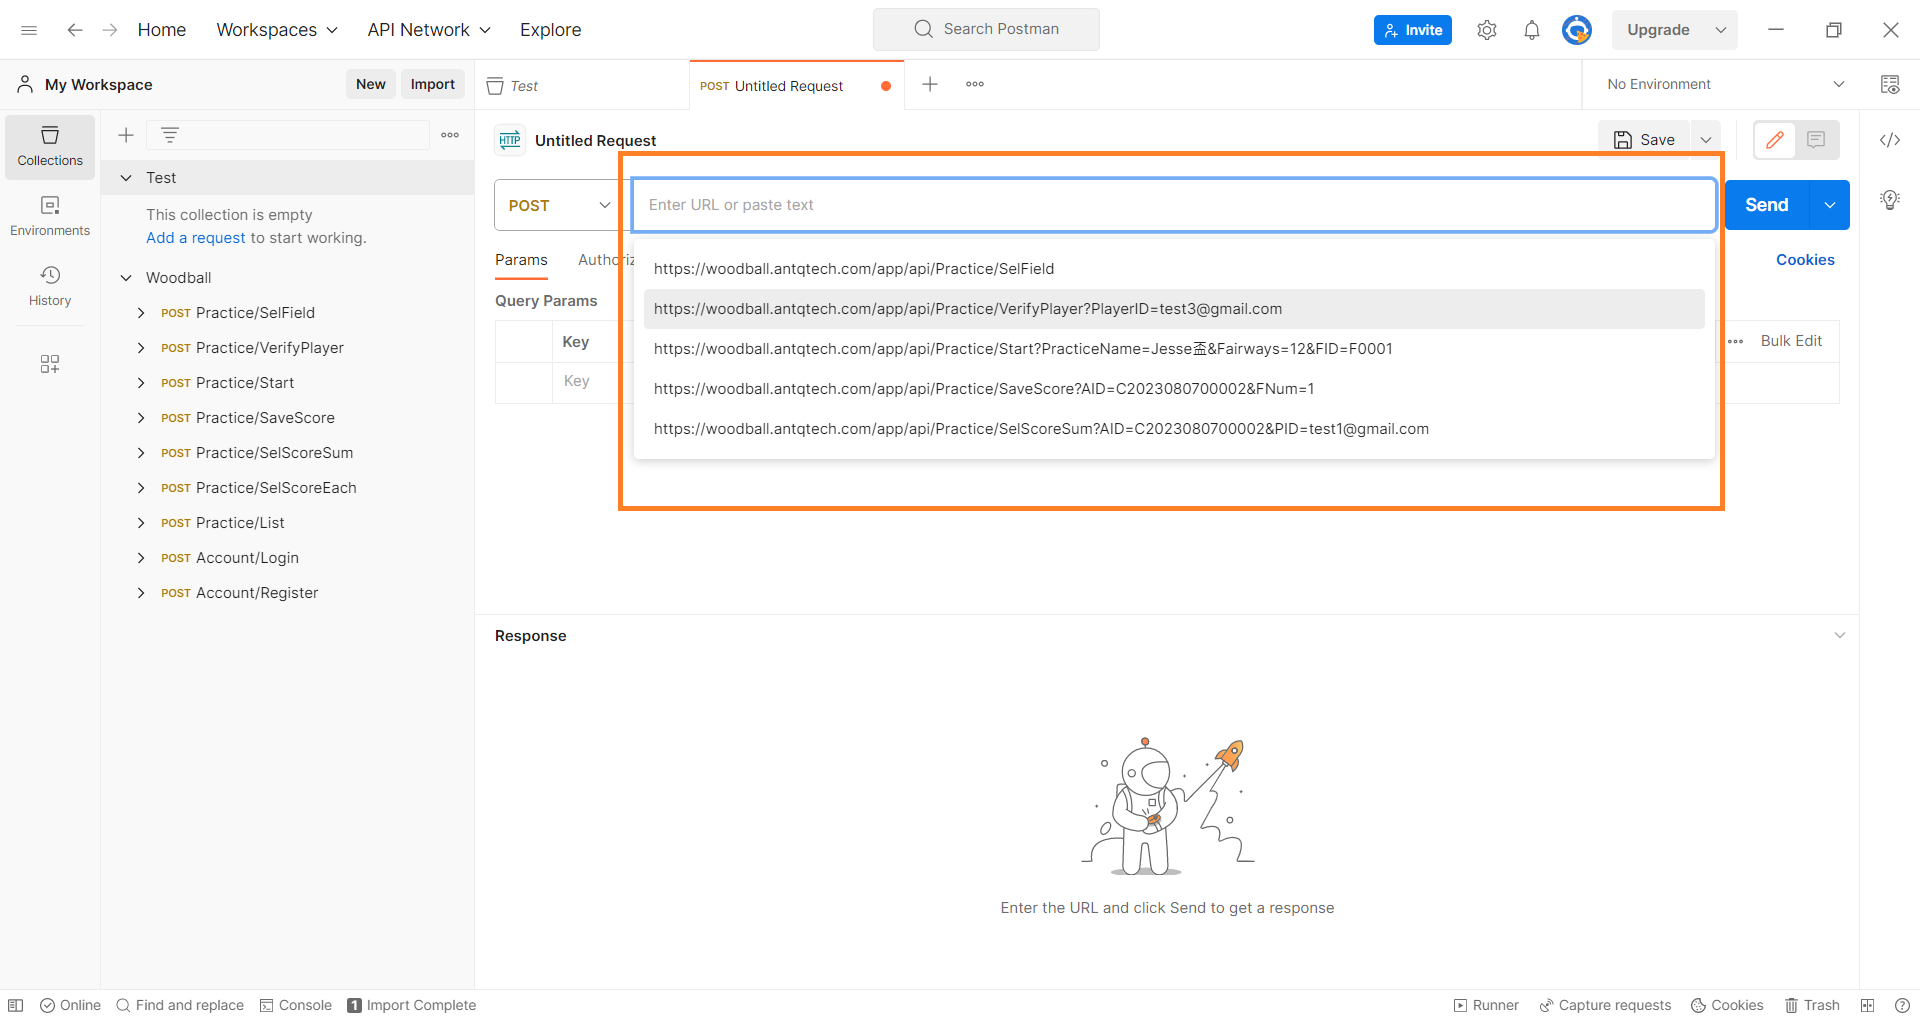 Home Workspaces API Network Explore Search Postman Invite Upgrade
My Workspace New Import Test POST Untitled Request No Environment
Collections
Environments
History
Test
This collection is empty
Add a request to start working.
Woodball
POST Practice/SelField
POST Practice/VerifyPlayer
POST Practice/Start
POST Practice/SaveScore
POST Practice/SelScoreSum
POST Practice/SelScoreEach
POST Practice/List
POST Account/Login
POST Account/Register
HTTP Untitled Request Save
POST Enter URL or paste text Send
Params Authoriz Cookies
https://woodball.antqtech.com/app/api/Practice/SelField
Query Params
https://woodball.antqtech.com/app/api/Practice/VerifyPlayer?PlayerID=test3@gmail.com
Key Bulk Edit
https://woodball.antqtech.com/app/api/Practice/Start?PracticeName=Jesse盃&Fairways=12&FID=F0001
Key
https://woodball.antqtech.com/app/api/Practice/SaveScore?AID=C2023080700002&FNum=1
https://woodball.antqtech.com/app/api/Practice/SelScoreSum?AID=C2023080700002&PID=test1@gmail.com
Response
Enter the URL and click Send to get a response
Online Find and replace Console 1 Import Complete Runner Capture requests Cookies Trash